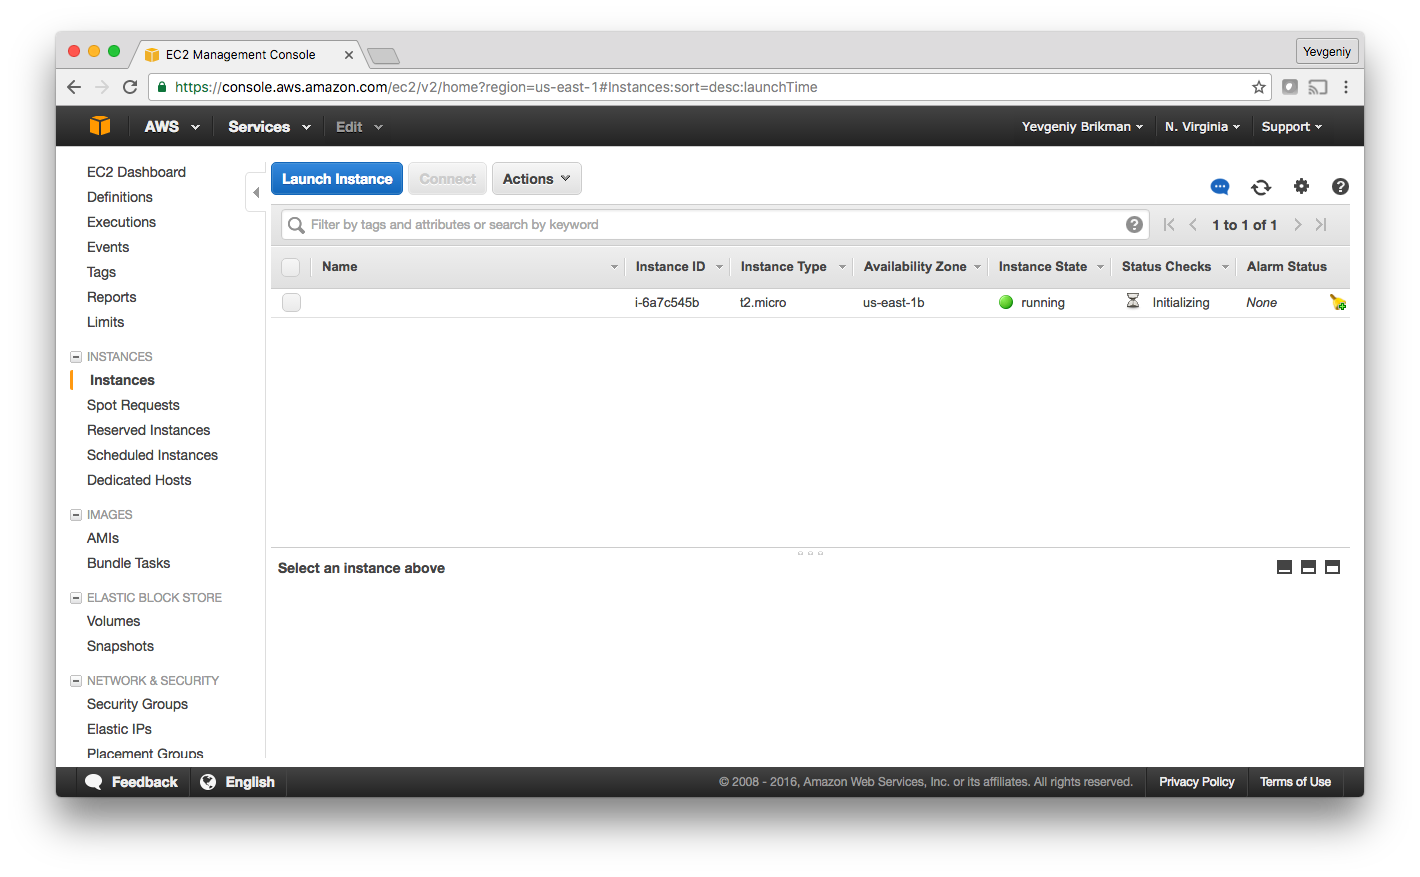 EC2 Management Console
Yevgeniy
https://console.aws.amazon.com/ec2/v2/home?region=us-east-1#Instances:sort=desc:launchTime
AWS Services Edit Yevgeniy Brikman N. Virginia Support
EC2 Dashboard
Definitions
Executions
Events
Tags
Reports
Limits
INSTANCES
Instances
Spot Requests
Reserved Instances
Scheduled Instances
Dedicated Hosts
IMAGES
AMIs
Bundle Tasks
ELASTIC BLOCK STORE
Volumes
Snapshots
NETWORK & SECURITY
Security Groups
Elastic IPs
Placement Groups
Launch Instance Connect Actions
Filter by tags and attributes or search by keyword 1 to 1 of 1
Name Instance ID Instance Type Availability Zone Instance State Status Checks Alarm Status
i-6a7c545b t2.micro us-east-1b running Initializing None
Select an instance above
Feedback English © 2008 - 2016, Amazon Web Services, Inc. or its affiliates. All rights reserved. Privacy Policy Terms of Use